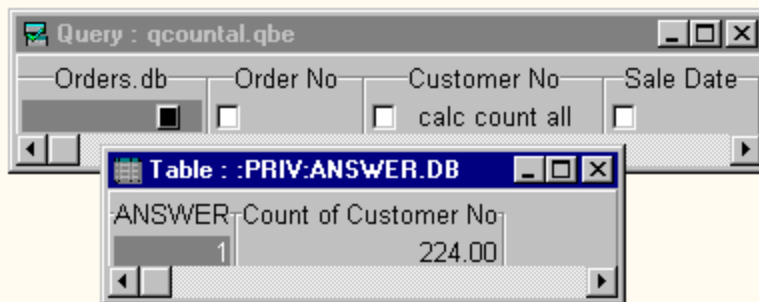 Query : qcountal.qbe
Orders.db Order No Customer No Sale Date
calc count all
Table : :PRIV:ANSWER.DB
ANSWER Count of Customer No
1 224.00